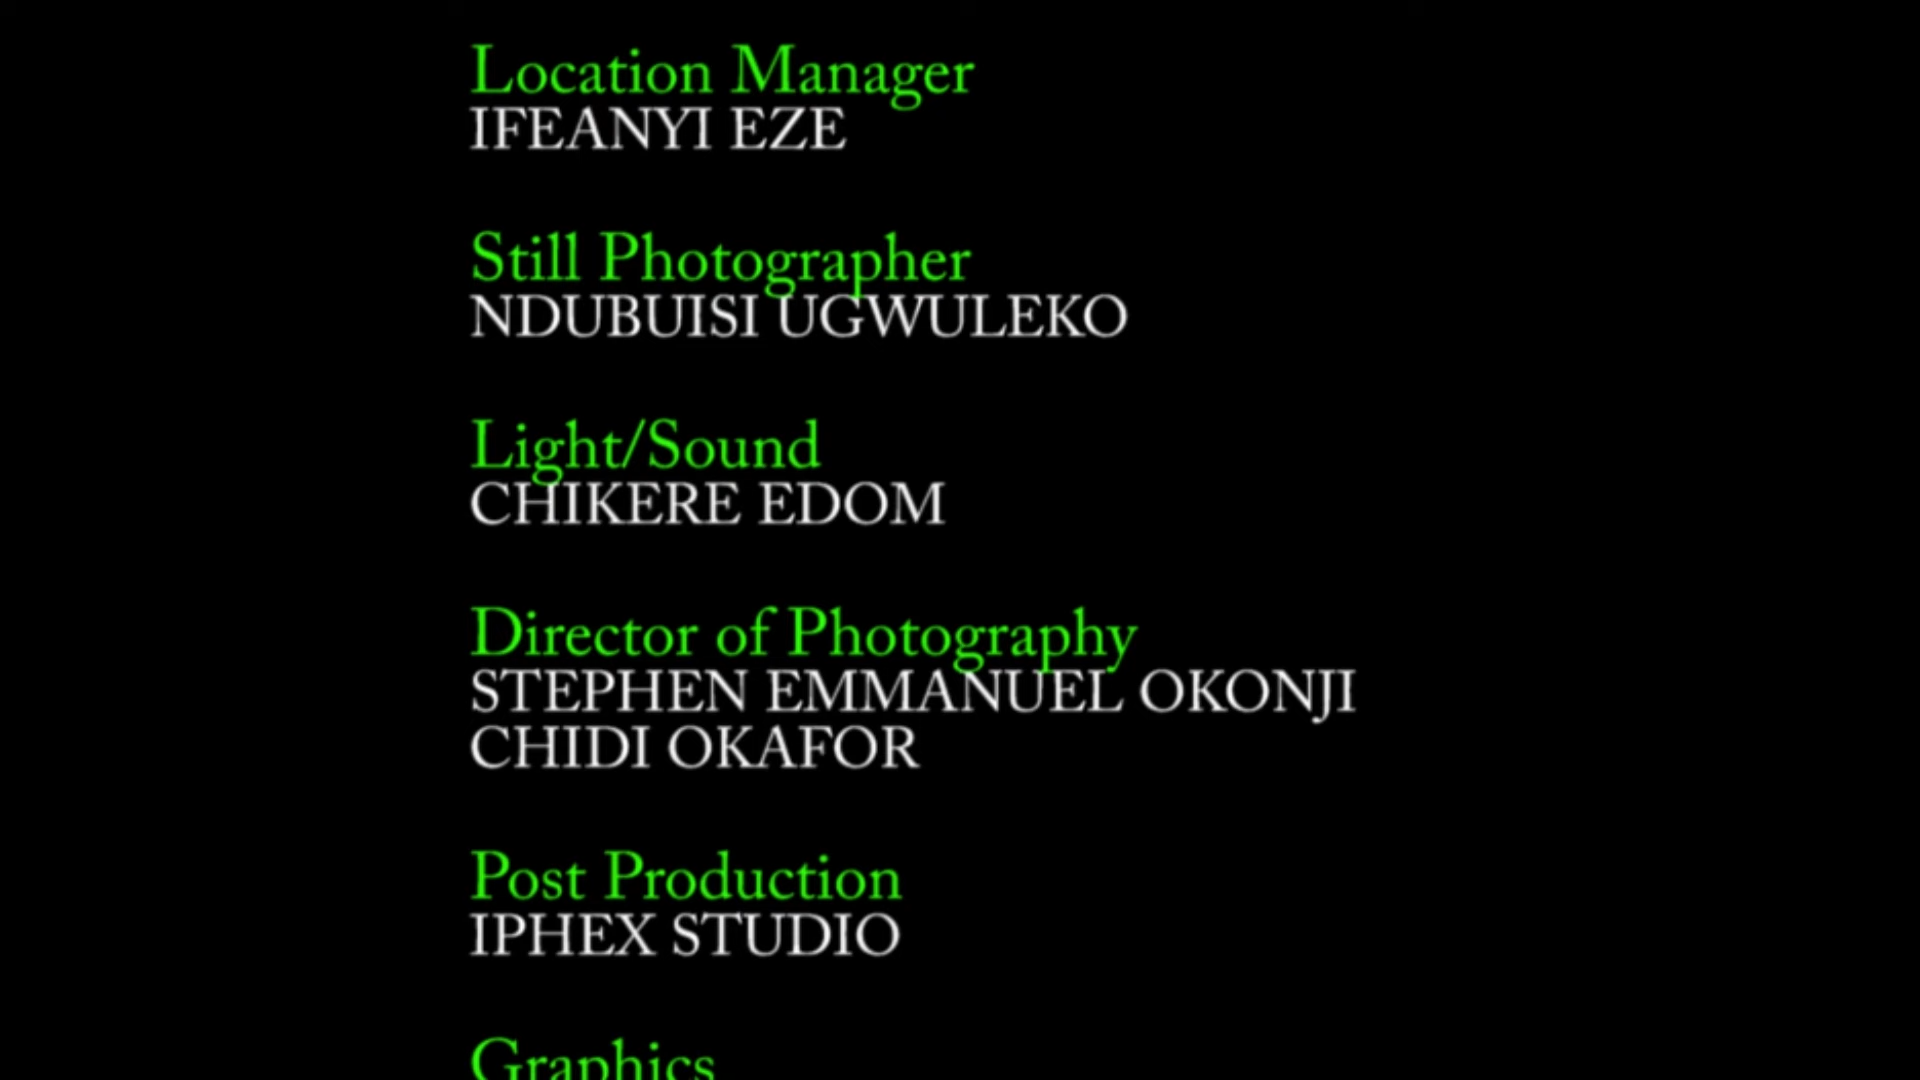 Location Manager
IFEANYI EZE
Still Photographer
NDUBUISI UGWULEKO
Light/Sound
CHIKERE EDOM
Director of Photography
STEPHEN EMMANUEL OKONJI
CHIDI OKAFOR
Post Production
IPHEX STUDIO
Graphics